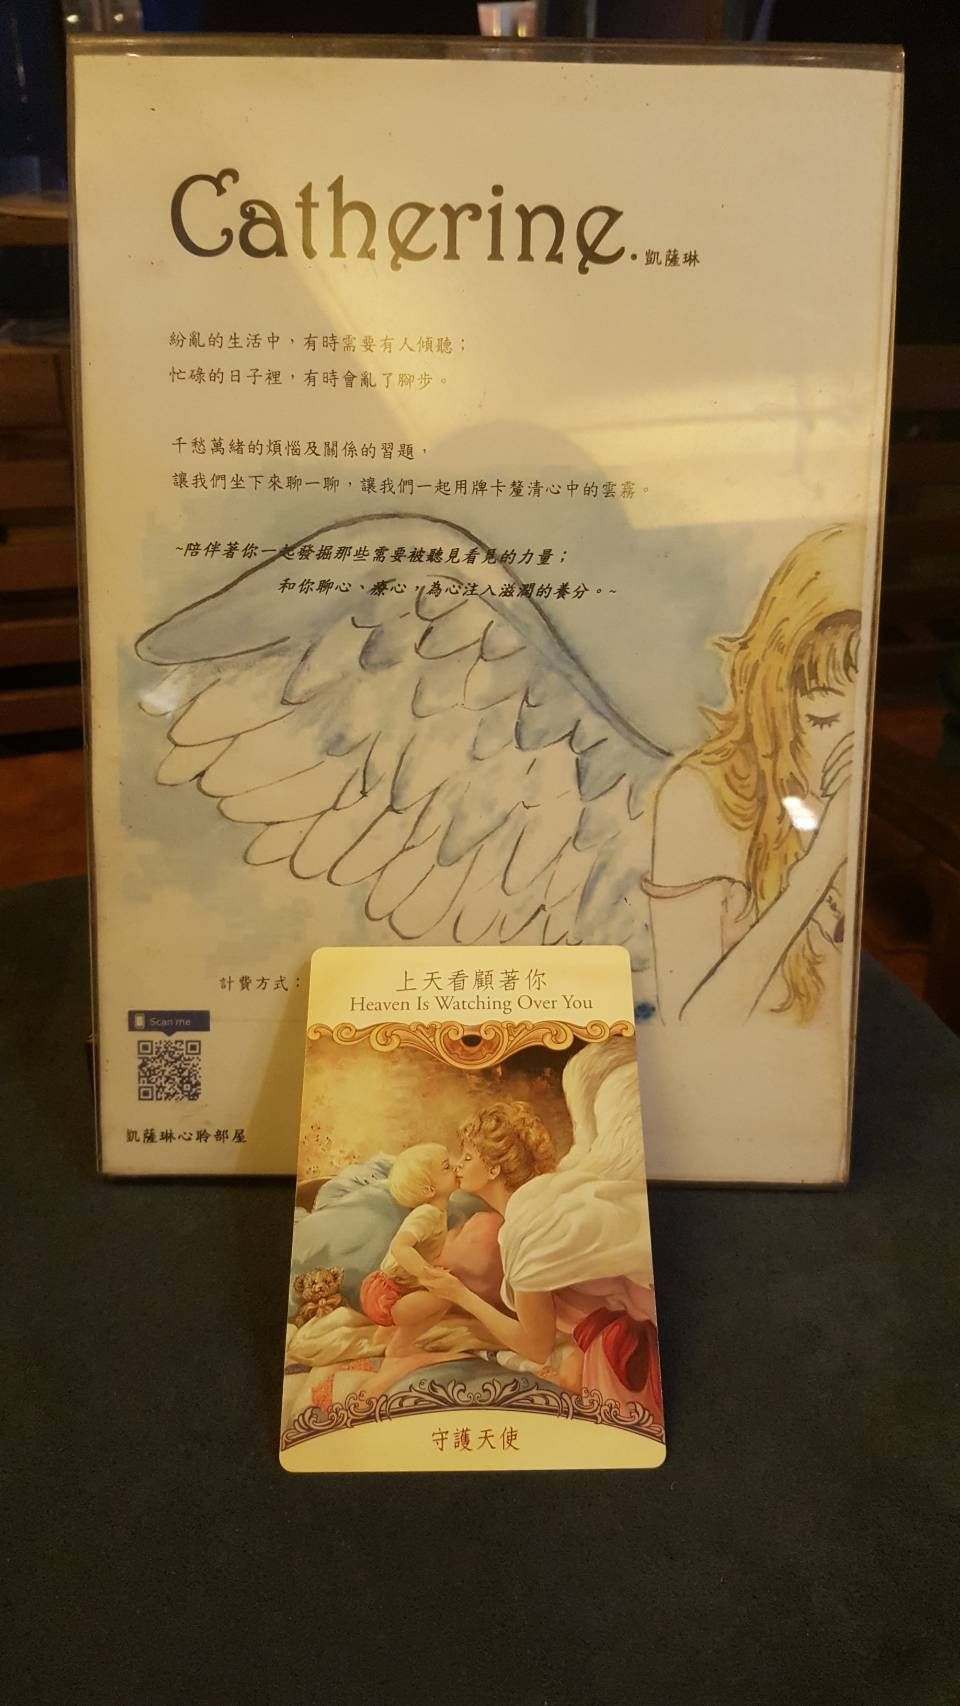 Catherine. 凱薩琳
紛亂的生活中，有時需要有人傾聽；
忙碌的日子裡，有時會亂了腳步。
千愁萬緒的煩惱及關係的習題，
讓我們坐下來聊一聊，讓我們一起用牌卡釐清心中的雲霧。
~陪伴著你一起發掘那些需要被聽見看見的力量；
和你聊心、療心，為心注入滋潤的養分。~
計費方式：
Scan me
凱薩琳心聆部屋
上天看顧著你
Heaven Is Watching Over You
守護天使